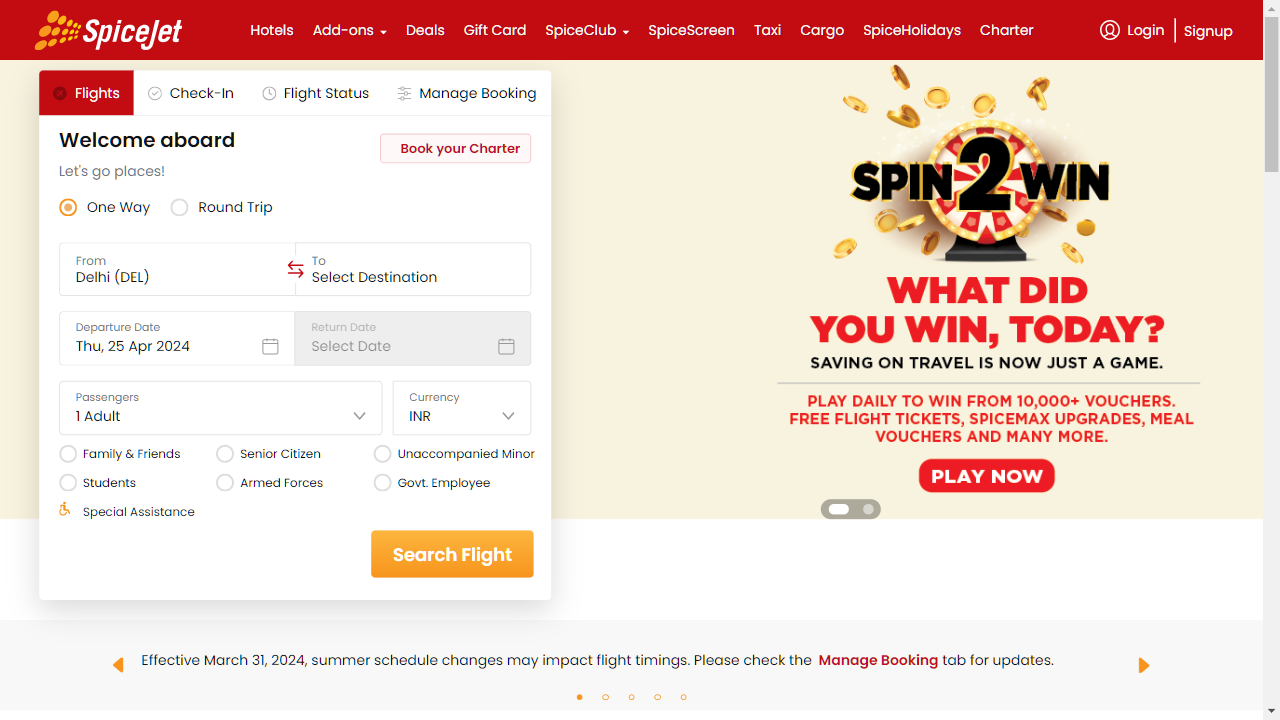 SpiceJet
Hotels Add-ons Deals Gift Card SpiceClub SpiceScreen Taxi Cargo SpiceHolidays Charter Login Signup
Flights Check-In Flight Status Manage Booking
Welcome aboard
Book your Charter
Let's go places!
One Way Round Trip
From
Delhi (DEL)
To
Select Destination
Departure Date
Thu, 25 Apr 2024
Return Date
Select Date
Passengers
1 Adult
Currency
INR
Family & Friends Senior Citizen Unaccompanied Minor
Students Armed Forces Govt. Employee
Special Assistance
Search Flight
SPIN 2 WIN
WHAT DID
YOU WIN, TODAY?
SAVING ON TRAVEL IS NOW JUST A GAME.
PLAY DAILY TO WIN FROM 10,000+ VOUCHERS.
FREE FLIGHT TICKETS, SPICEMAX UPGRADES, MEAL
VOUCHERS AND MANY MORE.
PLAY NOW
Effective March 31, 2024, summer schedule changes may impact flight timings. Please check the Manage Booking tab for updates.